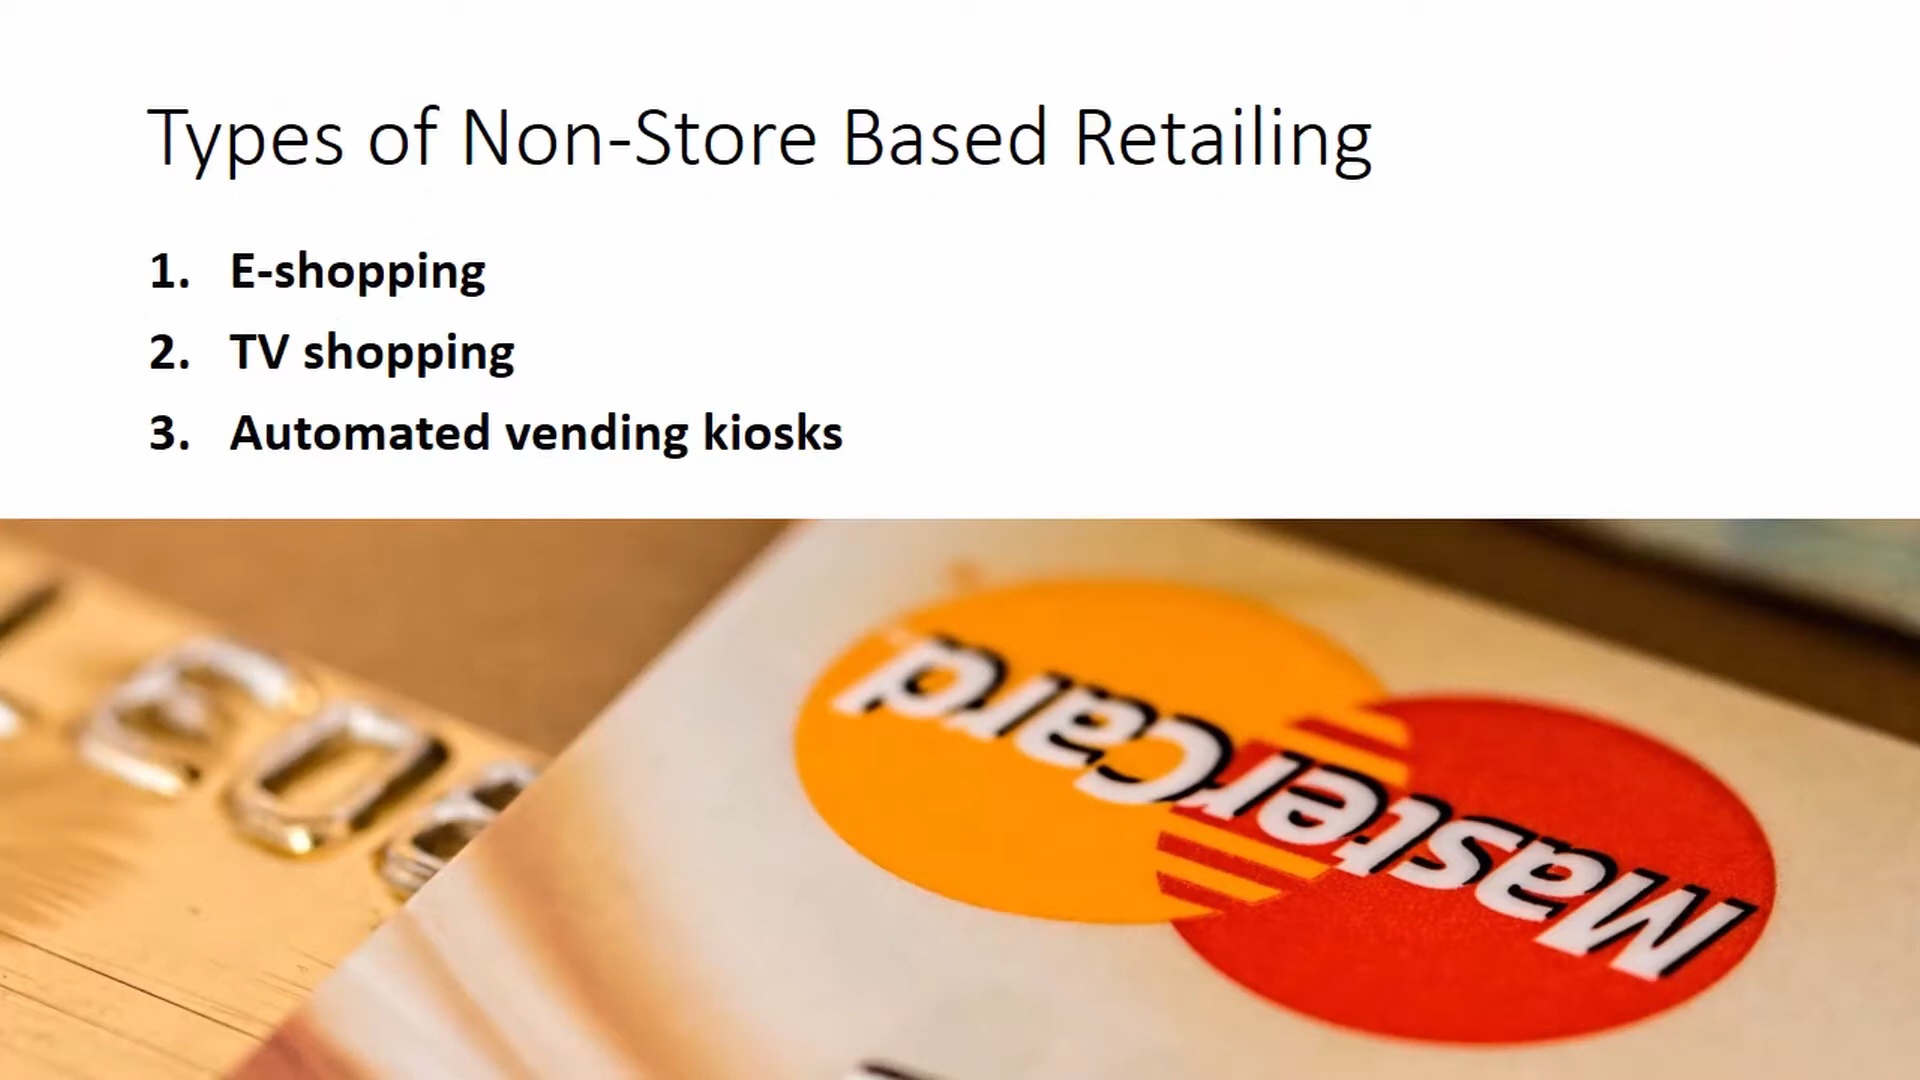 Types of Non-Store Based Retailing
1. E-shopping
2. TV shopping
3. Automated vending kiosks
MasterCard